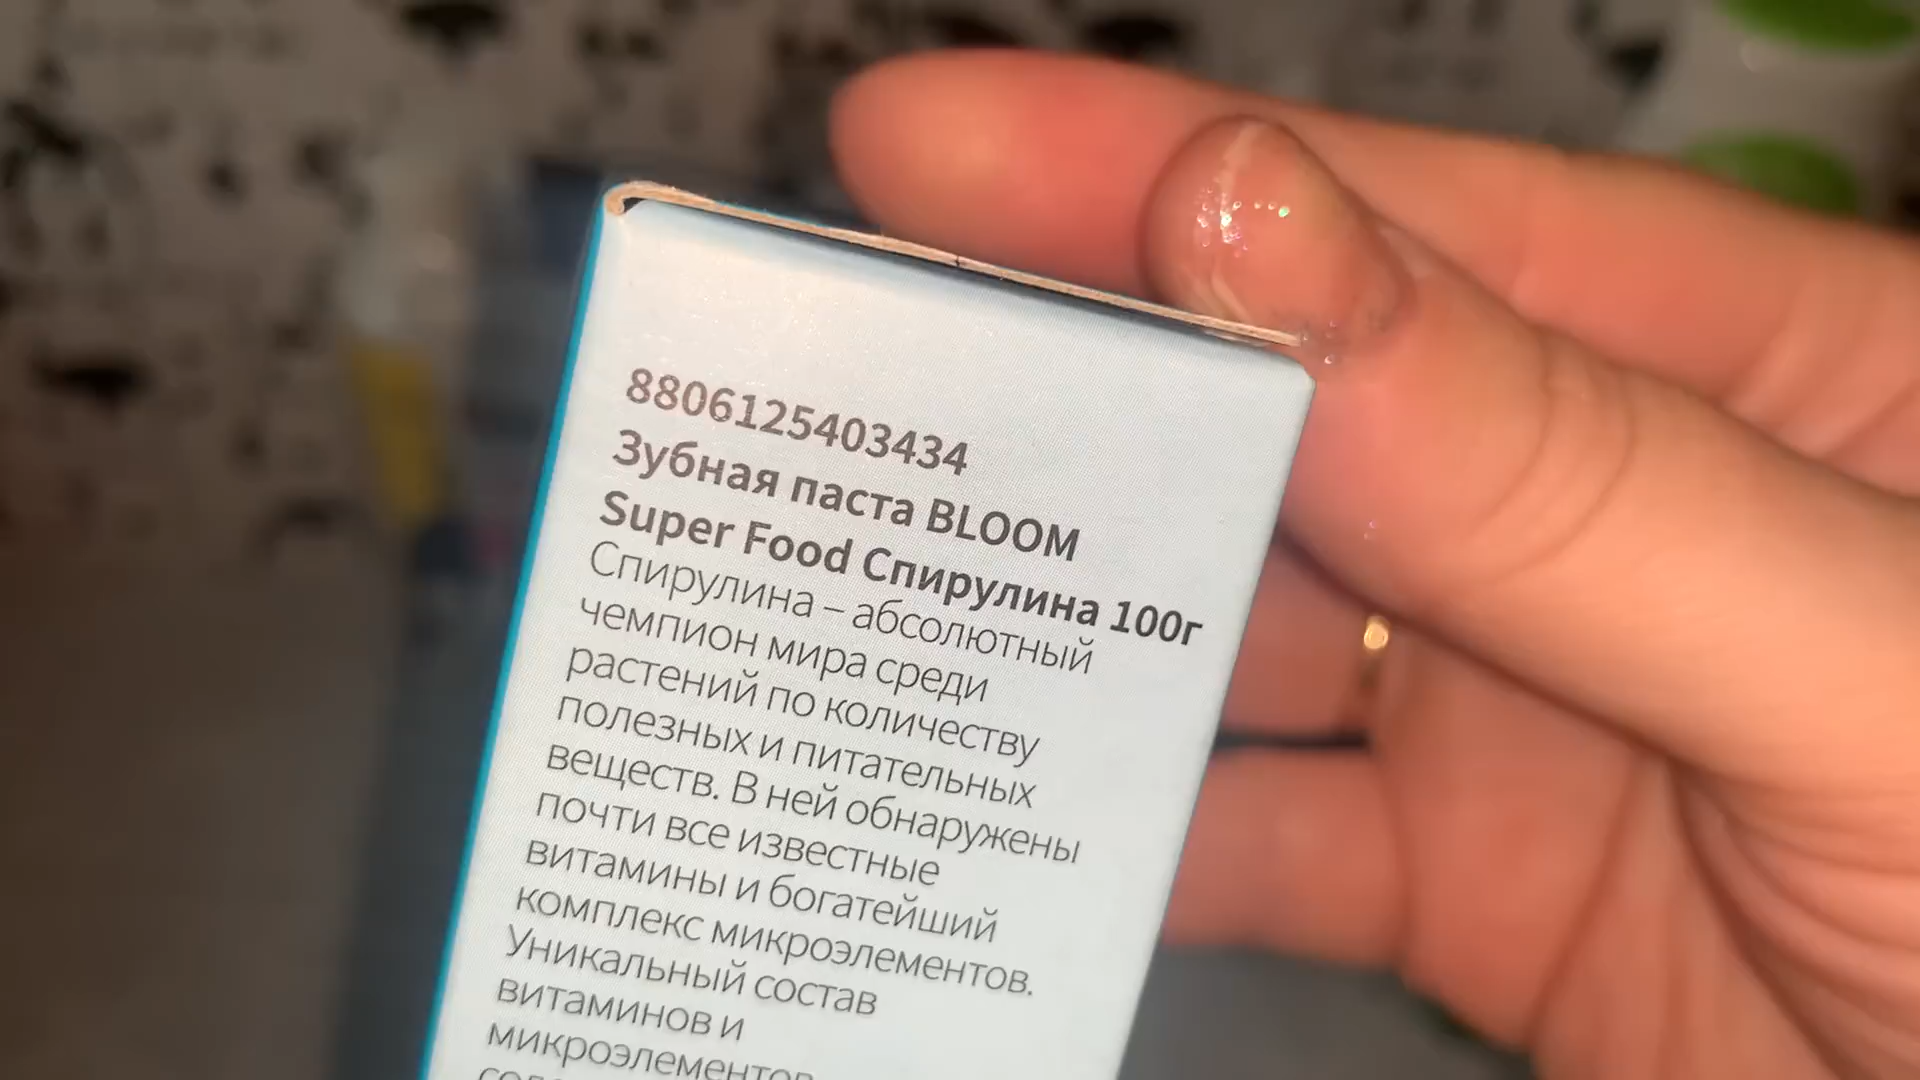 8806125403434
Зубная паста BLOOM
Super Food Спирулина 100г
Спирулина – абсолютный
чемпион мира среди
растений по количеству
полезных и питательных
веществ. В ней обнаружены
почти все известные
витамины и богатейший
комплекс микроэлементов.
Уникальный состав
витаминов и
микроэлементов